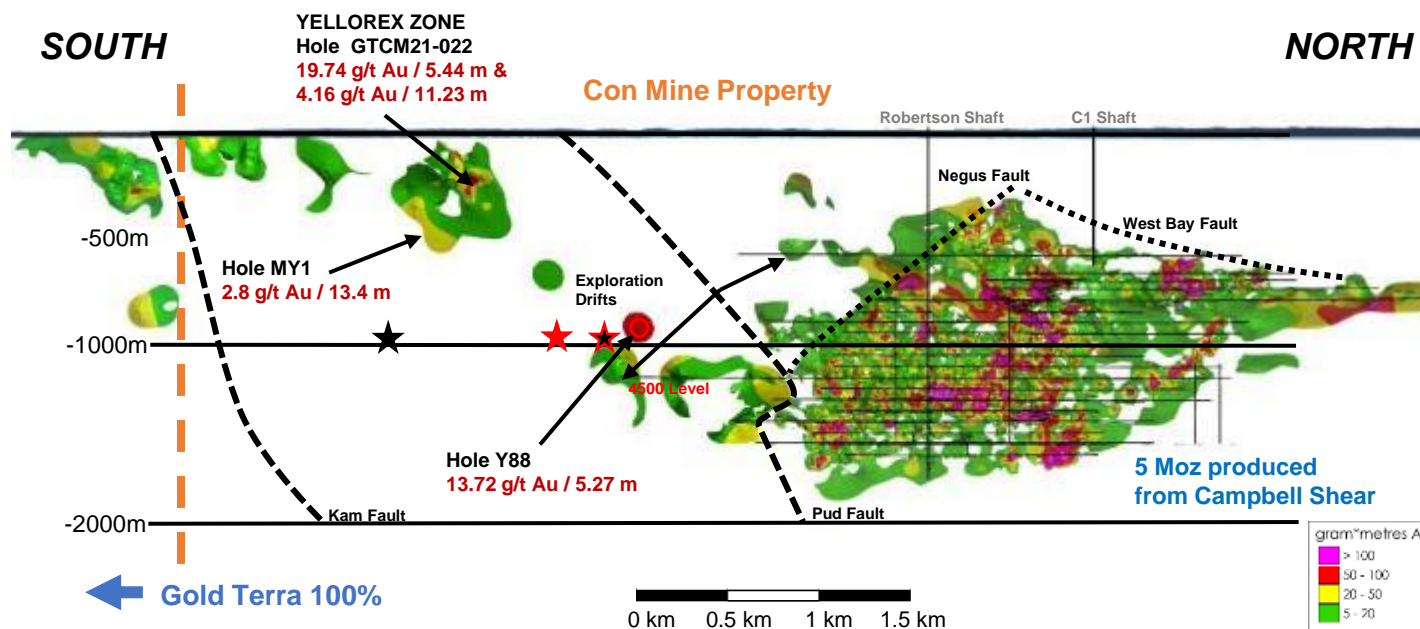 SOUTH
YELLOREX ZONE
Hole GTCM21-022
19.74 g/t Au / 5.44 m &
4.16 g/t Au / 11.23 m
Con Mine Property
NORTH
Robertson Shaft
C1 Shaft
Negus Fault
West Bay Fault
-500m
Hole MY1
2.8 g/t Au / 13.4 m
Exploration
Drifts
-1000m
4500 Level
Hole Y88
13.72 g/t Au / 5.27 m
5 Moz produced
from Campbell Shear
-2000m
Kam Fault
Pud Fault
gram*metres A
> 100
50 - 100
20 - 50
5 - 20
Gold Terra 100%
0 km
0.5 km
1 km
1.5 km